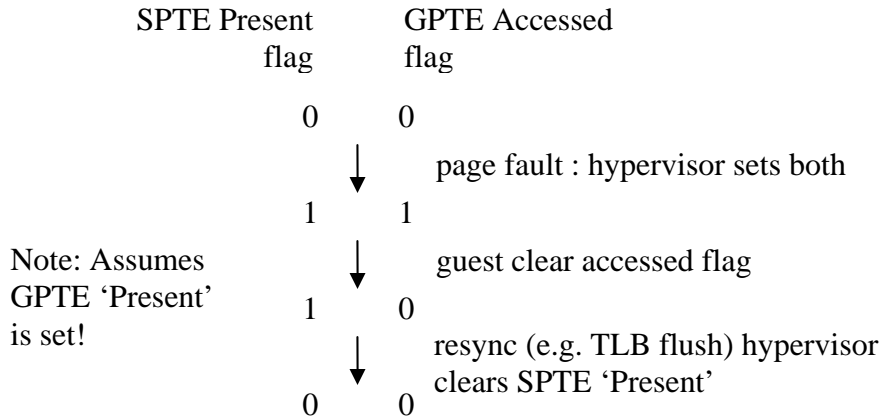 SPTE Present flag
GPTE Accessed flag
0 0
page fault : hypervisor sets both
1 1
guest clear accessed flag
Note: Assumes
GPTE ‘Present’
is set!
1 0
resync (e.g. TLB flush) hypervisor
clears SPTE ‘Present’
0 0